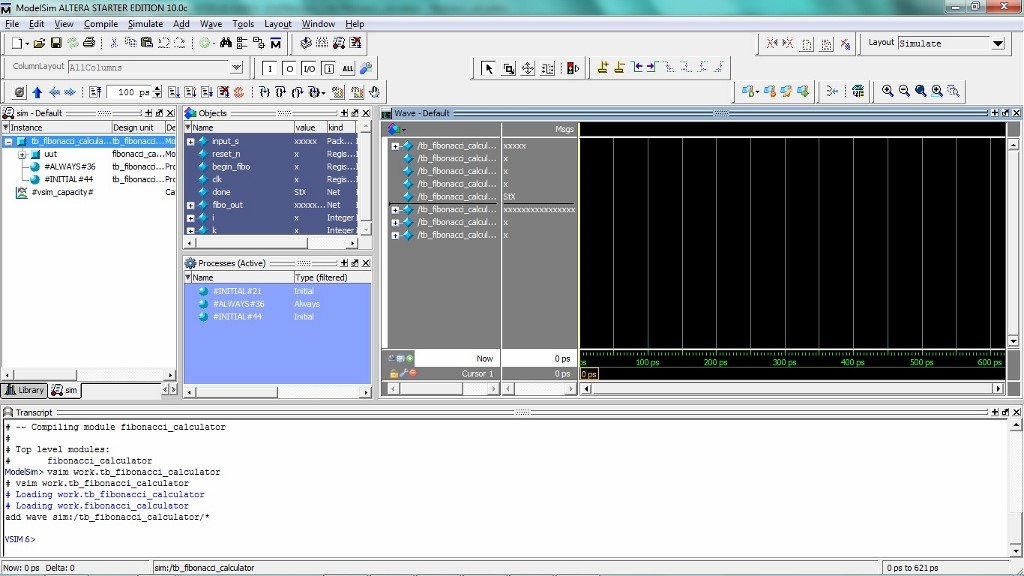 ModelSim ALTERA STARTER EDITION 10.0c
File Edit View Compile Simulate Add Wave Tools Layout Window Help
Layout Simulate
ColumnLayout AllColumns
ALL
100 ps
sim - Default
Instance Design unit De
tb_fibonacci_calcula... tb_fibonacci... Mo
uut fibonacci_ca... Mo
#ALWAYS#36 tb_fibonacci... Pro
#INITIAL#44 tb_fibonacci... Pro
#vsim_capacity# Ca
Library sim
Objects
Name value kind
input_s xxxxx Pack...
reset_n x Regis...
begin_fibo x Regis...
clk x Regis...
done StX Net
fibo_out xxxxxx... Net
i x Integer
k x Integer
Processes (Active)
Name Type (filtered)
#INITIAL#21 Initial
#ALWAYS#36 Always
#INITIAL#44 Initial
Wave - Default
Msgs
/tb_fibonacci_calcul... xxxxx
/tb_fibonacci_calcul... x
/tb_fibonacci_calcul... x
/tb_fibonacci_calcul... x
/tb_fibonacci_calcul... StX
/tb_fibonacci_calcul... xxxxxxxxxxxxxxxx
/tb_fibonacci_calcul... x
/tb_fibonacci_calcul... x
Now 0 ps
ps 100 ps 200 ps 300 ps 400 ps 500 ps 600 ps
Cursor 1 0 ps
0 ps
Transcript
# -- Compiling module fibonacci_calculator
#
# Top level modules:
# fibonacci_calculator
ModelSim> vsim work.tb_fibonacci_calculator
# vsim work.tb_fibonacci_calculator
# Loading work.tb_fibonacci_calculator
# Loading work.fibonacci_calculator
add wave sim:/tb_fibonacci_calculator/*
VSIM 6>
Now: 0 ps Delta: 0 sim:/tb_fibonacci_calculator 0 ps to 621 ps